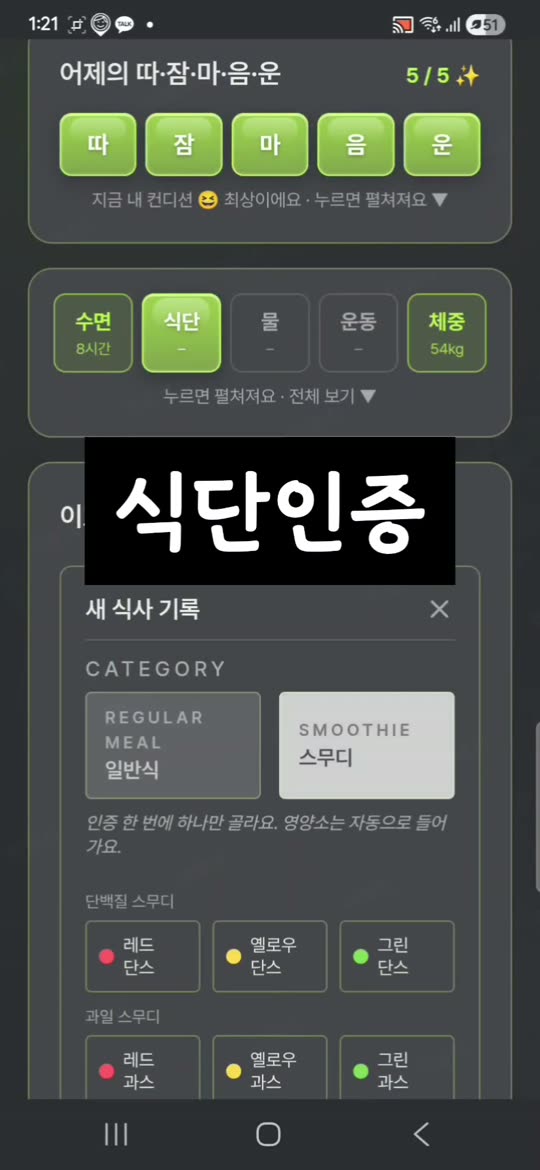 1:21
TALK
51
어제의 따·잠·마·음·운
5 / 5 ✨
따
잠
마
음
운
지금 내 컨디션 😆 최상이에요 · 누르면 펼쳐져요 ▼
수면
8시간
식단
–
물
–
운동
–
체중
54kg
누르면 펼쳐져요 · 전체 보기 ▼
식단인증
새 식사 기록
CATEGORY
REGULAR
MEAL
일반식
SMOOTHIE
스무디
인증 한 번에 하나만 골라요. 영양소는 자동으로 들어
가요.
단백질 스무디
레드
단스
옐로우
단스
그린
단스
과일 스무디
레드
과스
옐로우
과스
그린
과스